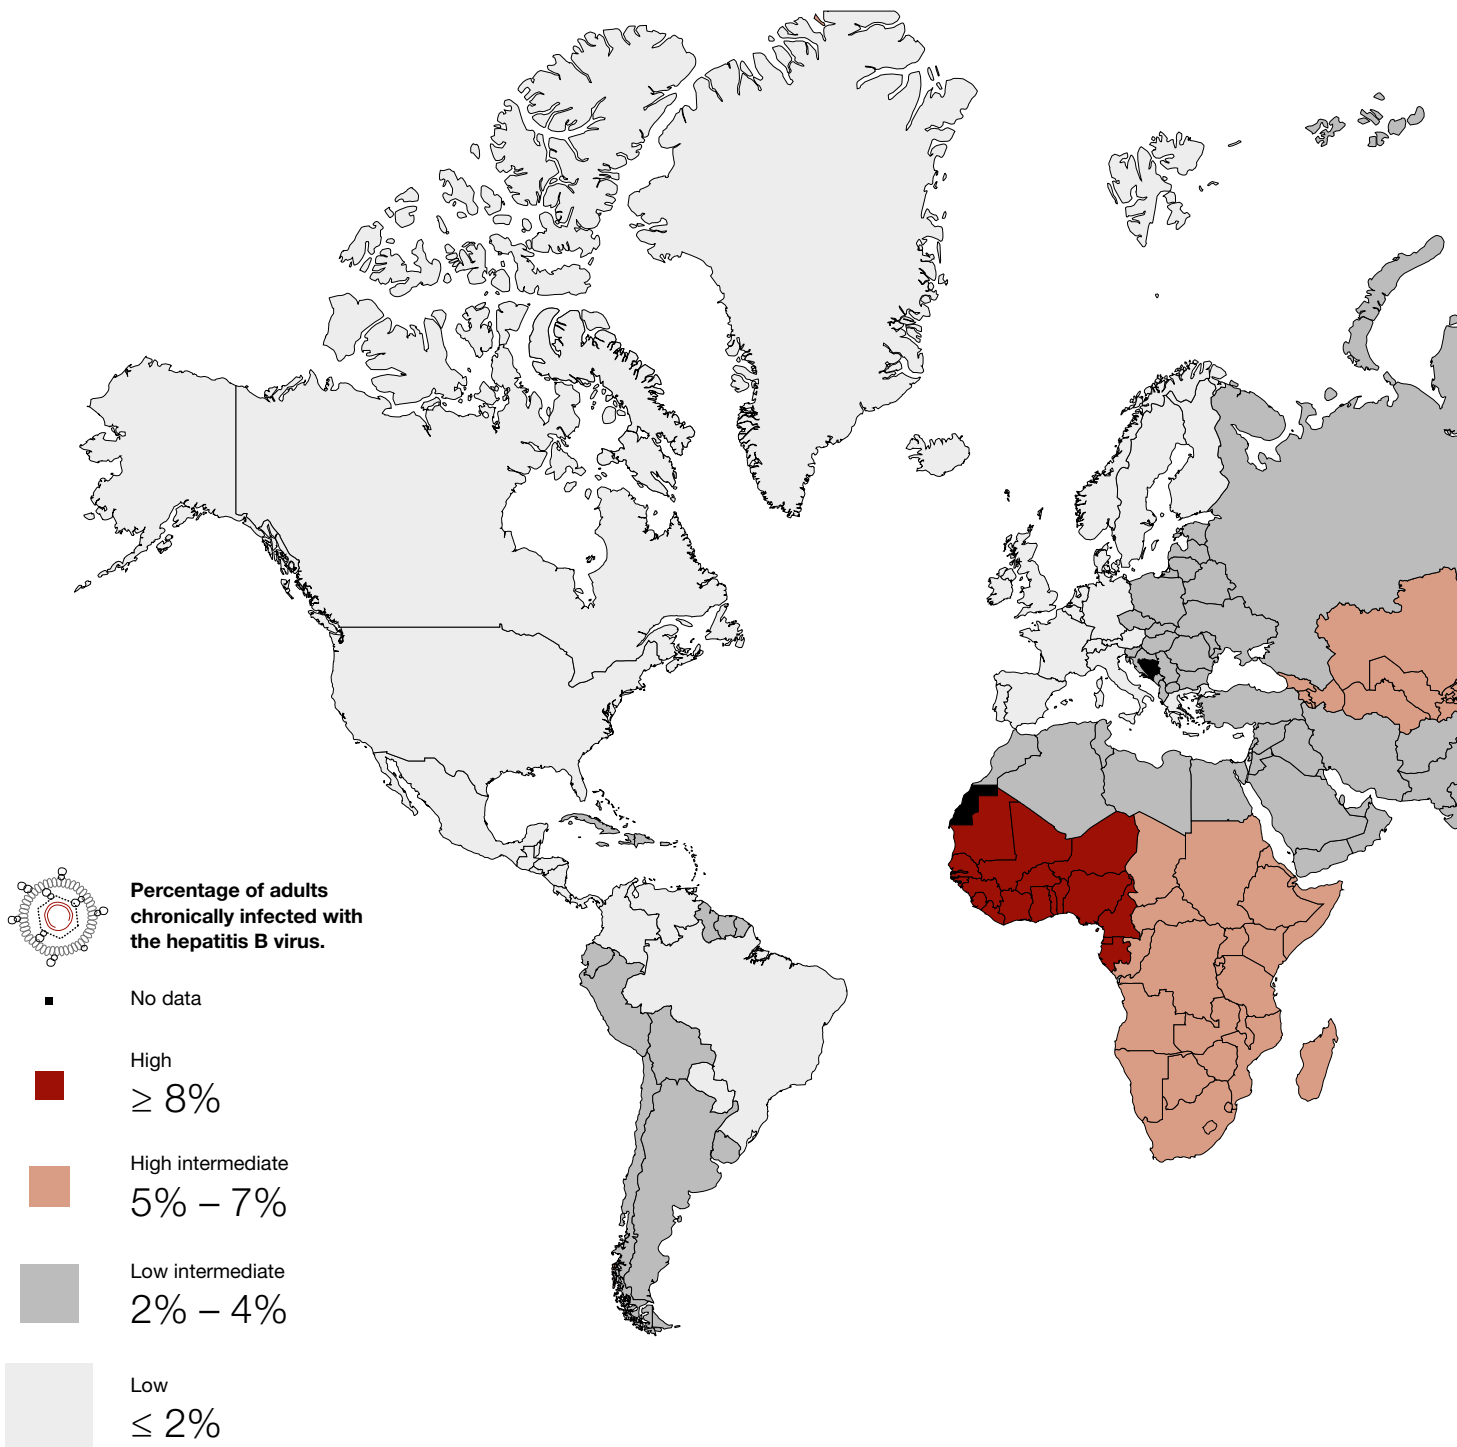 Percentage of adults
chronically infected with
the hepatitis B virus.
No data
High
≥ 8%
High intermediate
5% – 7%
Low intermediate
2% – 4%
Low
≤ 2%